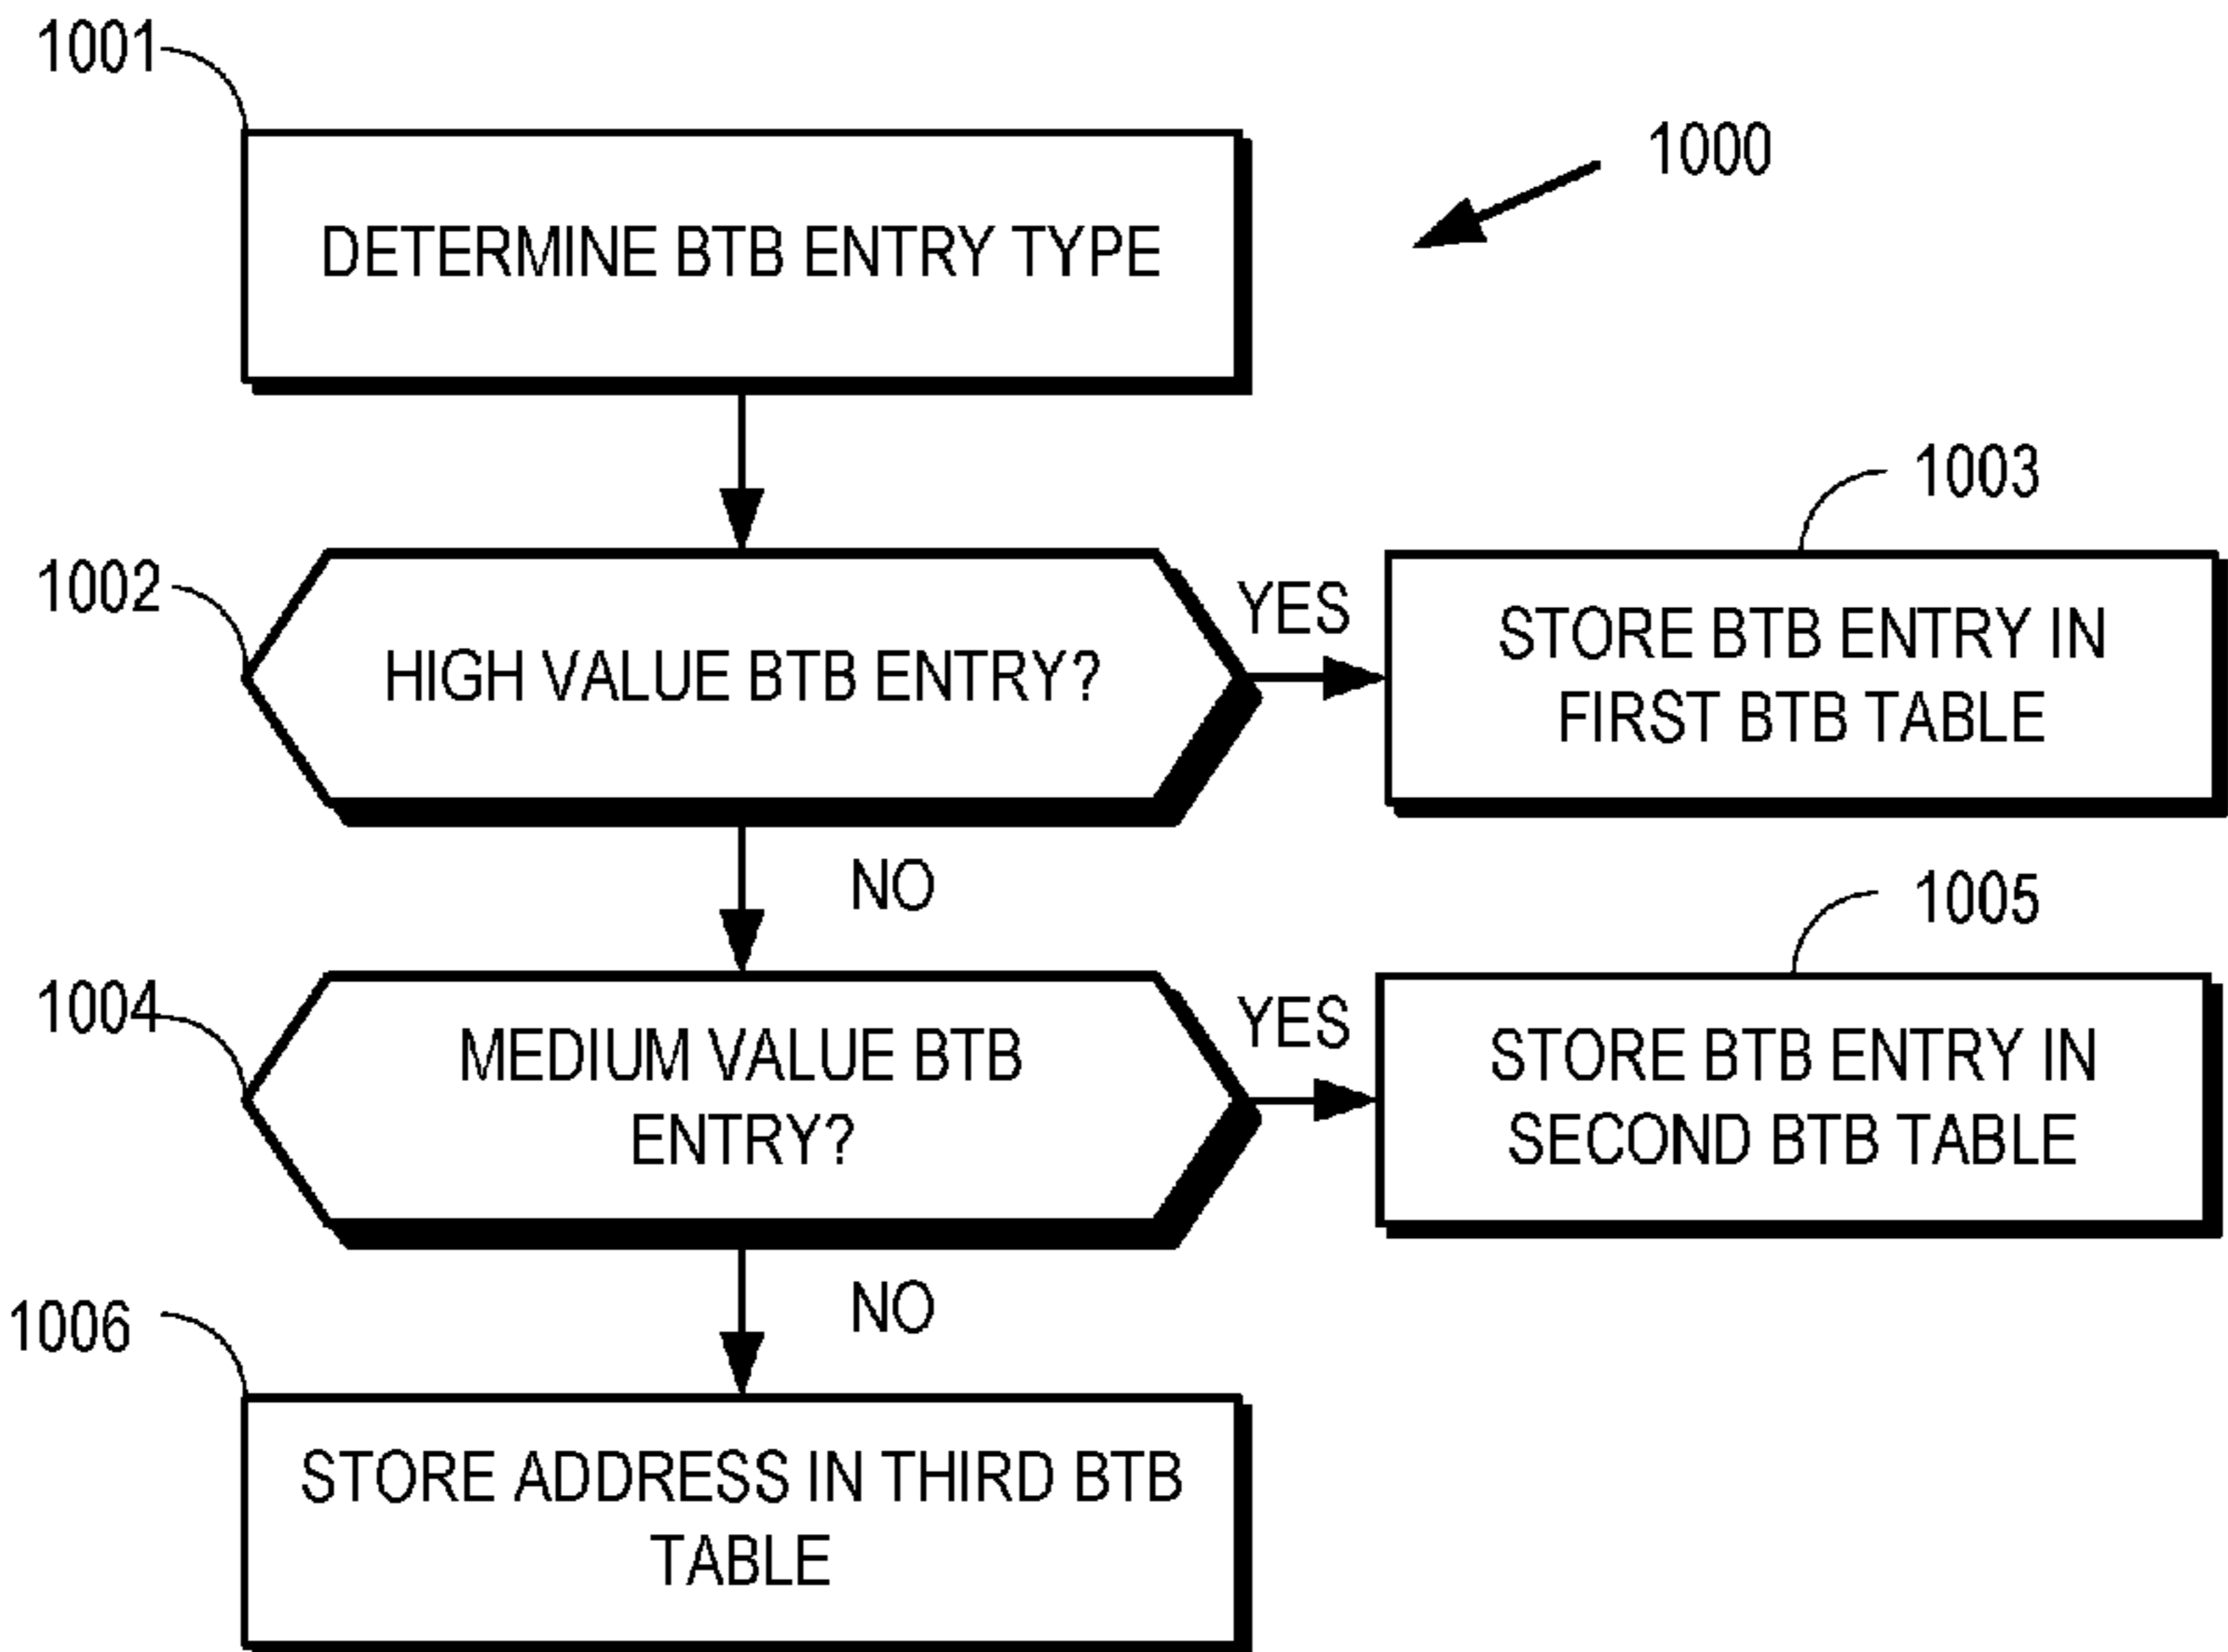 1001
1000
DETERMINE BTB ENTRY TYPE
1003
1002
HIGH VALUE BTB ENTRY?
YES
STORE BTB ENTRY IN
FIRST BTB TABLE
NO
1005
1004
MEDIUM VALUE BTB
ENTRY?
YES
STORE BTB ENTRY IN
SECOND BTB TABLE
NO
1006
STORE ADDRESS IN THIRD BTB
TABLE